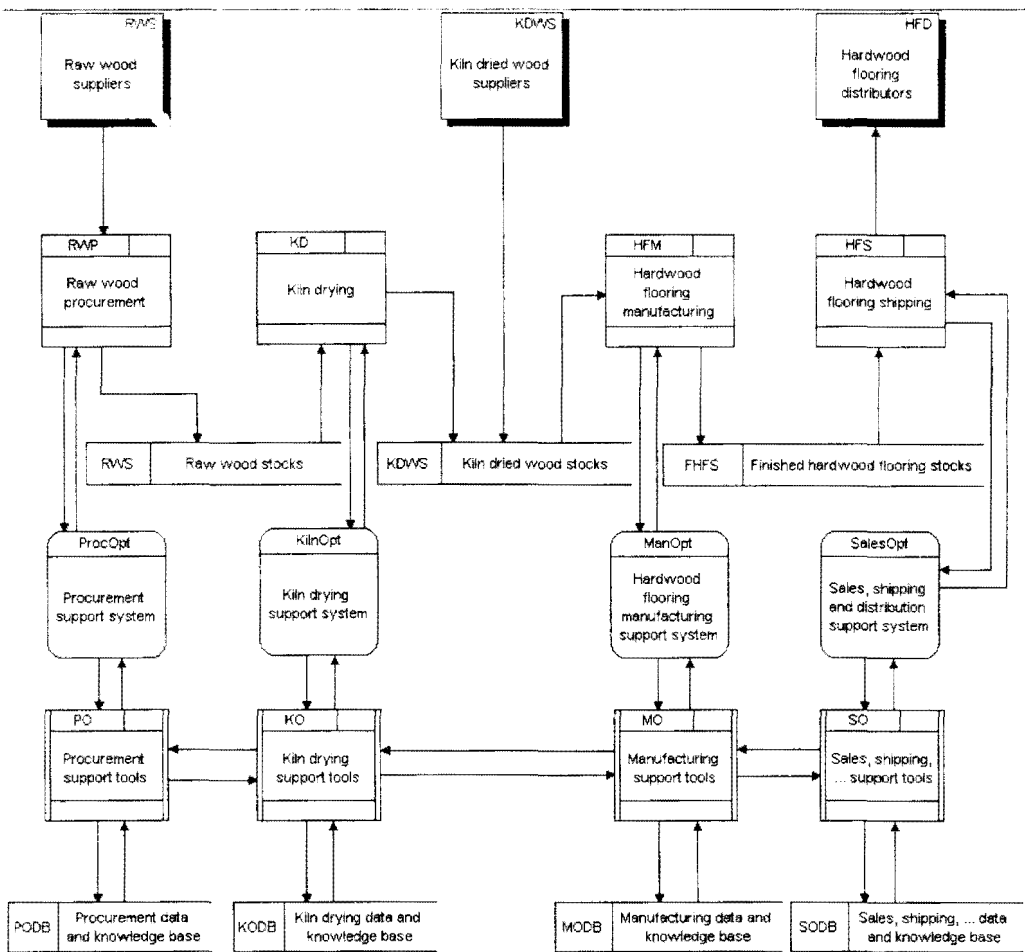 RWS
Raw wood
suppliers
KDWS
Kiln dried wood
suppliers
HFD
Hardwood
flooring
distributors
RWP
Raw wood
procurement
KD
Kiln drying
HFM
Hardwood
flooring
manufacturing
HFS
Hardwood
flooring shipping
RWS
Raw wood stocks
KDWS
Kiln dried wood stocks
FHFS
Finished hardwood flooring stocks
ProcOpt
Procurement
support system
KilnOpt
Kiln drying
support system
ManOpt
Hardwood
flooring
manufacturing
support system
SalesOpt
Sales, shipping
and distribution
support system
PO
Procurement
support tools
KO
Kiln drying
support tools
MO
Manufacturing
support tools
SO
Sales, shipping,
... support tools
PODB
Procurement data
and knowledge base
KODB
Kiln drying data and
knowledge base
MODB
Manufacturing data and
knowledge base
SODB
Sales, shipping, ... data
and knowledge base